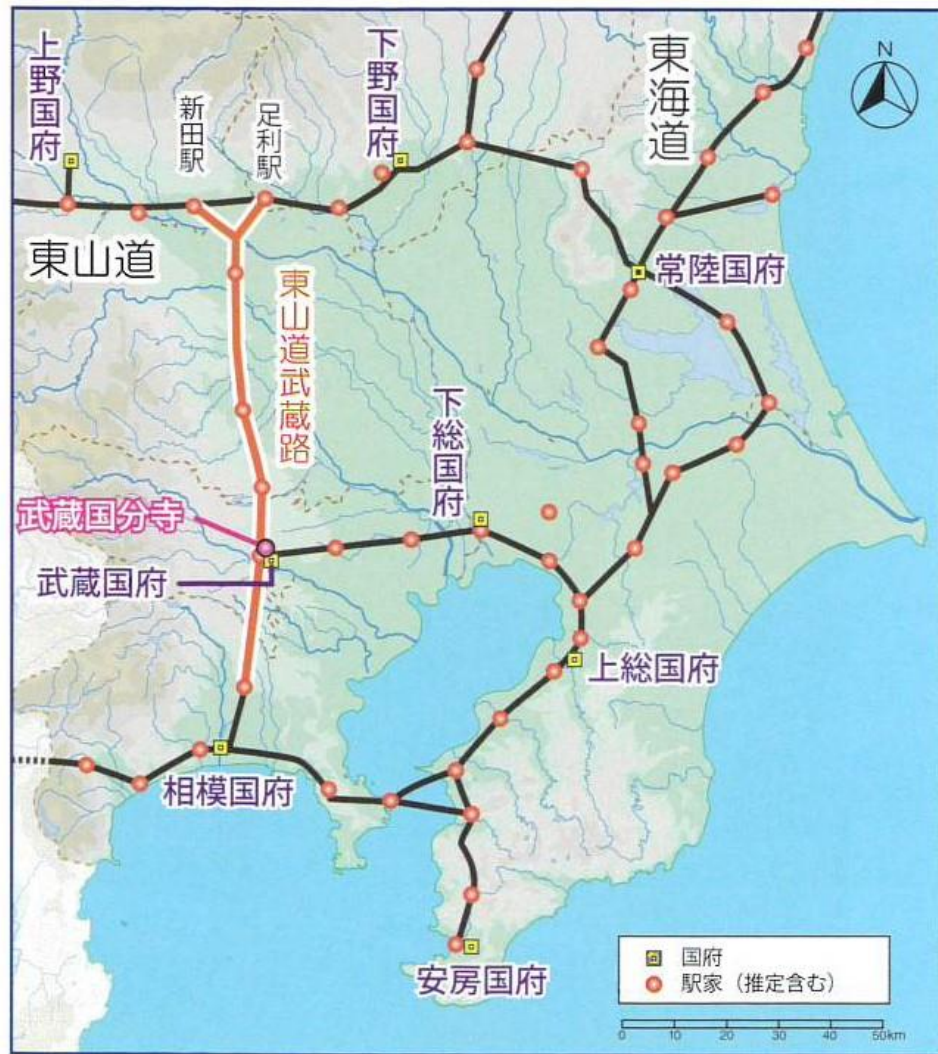 上野国府
新田駅
足利駅
下野国府
東海道
N
東山道
常陸国府
東山道武蔵路
下総国府
武蔵国分寺
武蔵国府
上総国府
相模国府
安房国府
国府
駅家（推定含む）
0 10 20 30 40 50km